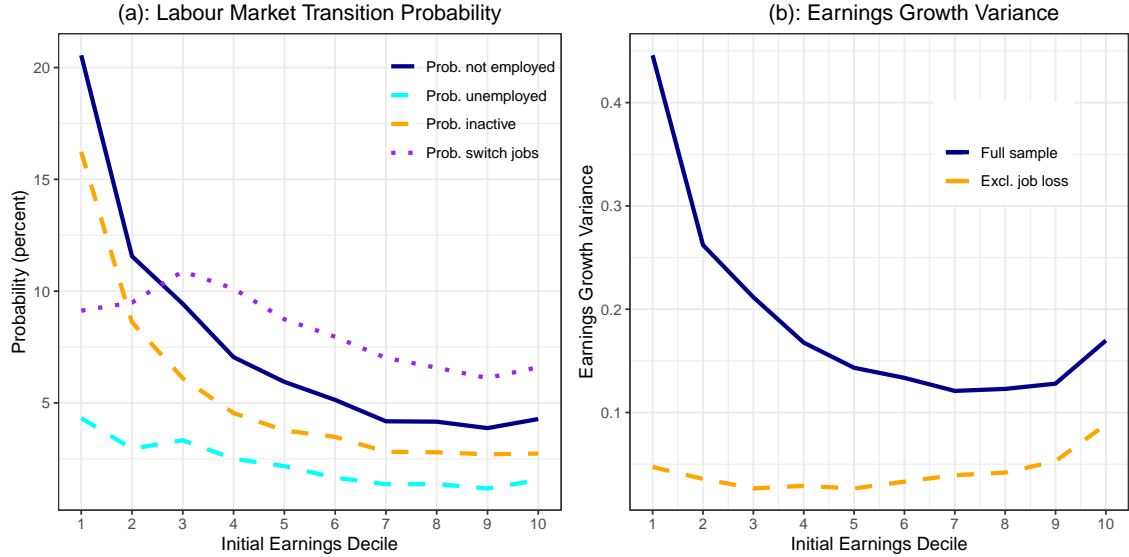 (a): Labour Market Transition Probability
Probability (percent)
20
15
10
5
Prob. not employed
Prob. unemployed
Prob. inactive
Prob. switch jobs
1 2 3 4 5 6 7 8 9 10
Initial Earnings Decile
(b): Earnings Growth Variance
Earnings Growth Variance
0.4
0.3
0.2
0.1
Full sample
Excl. job loss
1 2 3 4 5 6 7 8 9 10
Initial Earnings Decile